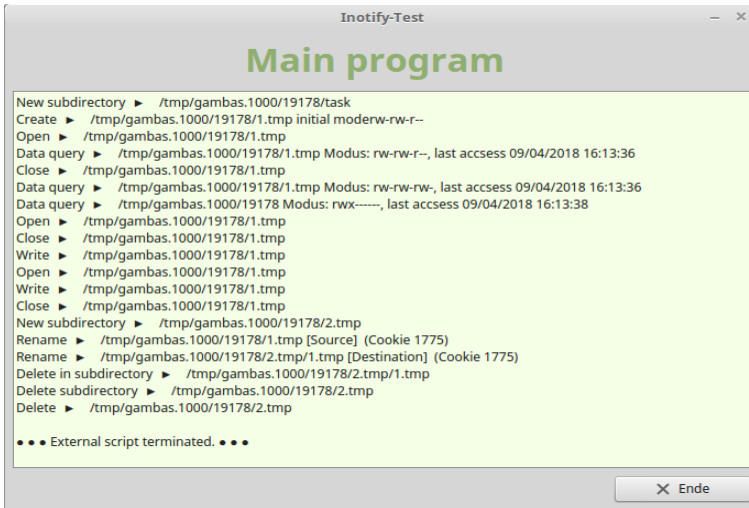 Inotify-Test
Main program
New subdirectory ► /tmp/gambas.1000/19178/task
Create ► /tmp/gambas.1000/19178/1.tmp initial moderw-rw-r--
Open ► /tmp/gambas.1000/19178/1.tmp
Data query ► /tmp/gambas.1000/19178/1.tmp Modus: rw-rw-r--, last accsess 09/04/2018 16:13:36
Close ► /tmp/gambas.1000/19178/1.tmp
Data query ► /tmp/gambas.1000/19178/1.tmp Modus: rw-rw-rw-, last accsess 09/04/2018 16:13:36
Data query ► /tmp/gambas.1000/19178 Modus: rwx------, last accsess 09/04/2018 16:13:38
Open ► /tmp/gambas.1000/19178/1.tmp
Close ► /tmp/gambas.1000/19178/1.tmp
Write ► /tmp/gambas.1000/19178/1.tmp
Open ► /tmp/gambas.1000/19178/1.tmp
Write ► /tmp/gambas.1000/19178/1.tmp
Close ► /tmp/gambas.1000/19178/1.tmp
New subdirectory ► /tmp/gambas.1000/19178/2.tmp
Rename ► /tmp/gambas.1000/19178/1.tmp [Source] (Cookie 1775)
Rename ► /tmp/gambas.1000/19178/2.tmp/1.tmp [Destination] (Cookie 1775)
Delete in subdirectory ► /tmp/gambas.1000/19178/2.tmp/1.tmp
Delete subdirectory ► /tmp/gambas.1000/19178/2.tmp
Delete ► /tmp/gambas.1000/19178/2.tmp
● ● ● External script terminated. ● ● ●
Ende